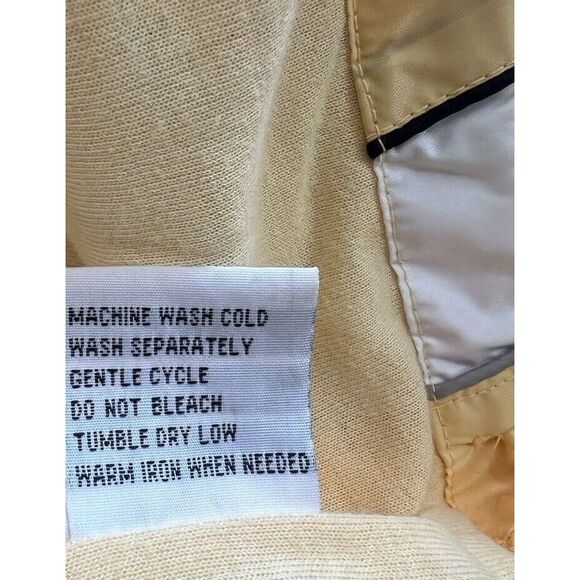 MACHINE WASH COLD
WASH SEPARATELY
GENTLE CYCLE
DO NOT BLEACH
TUMBLE DRY LOW
WARM IRON WHEN NEEDED